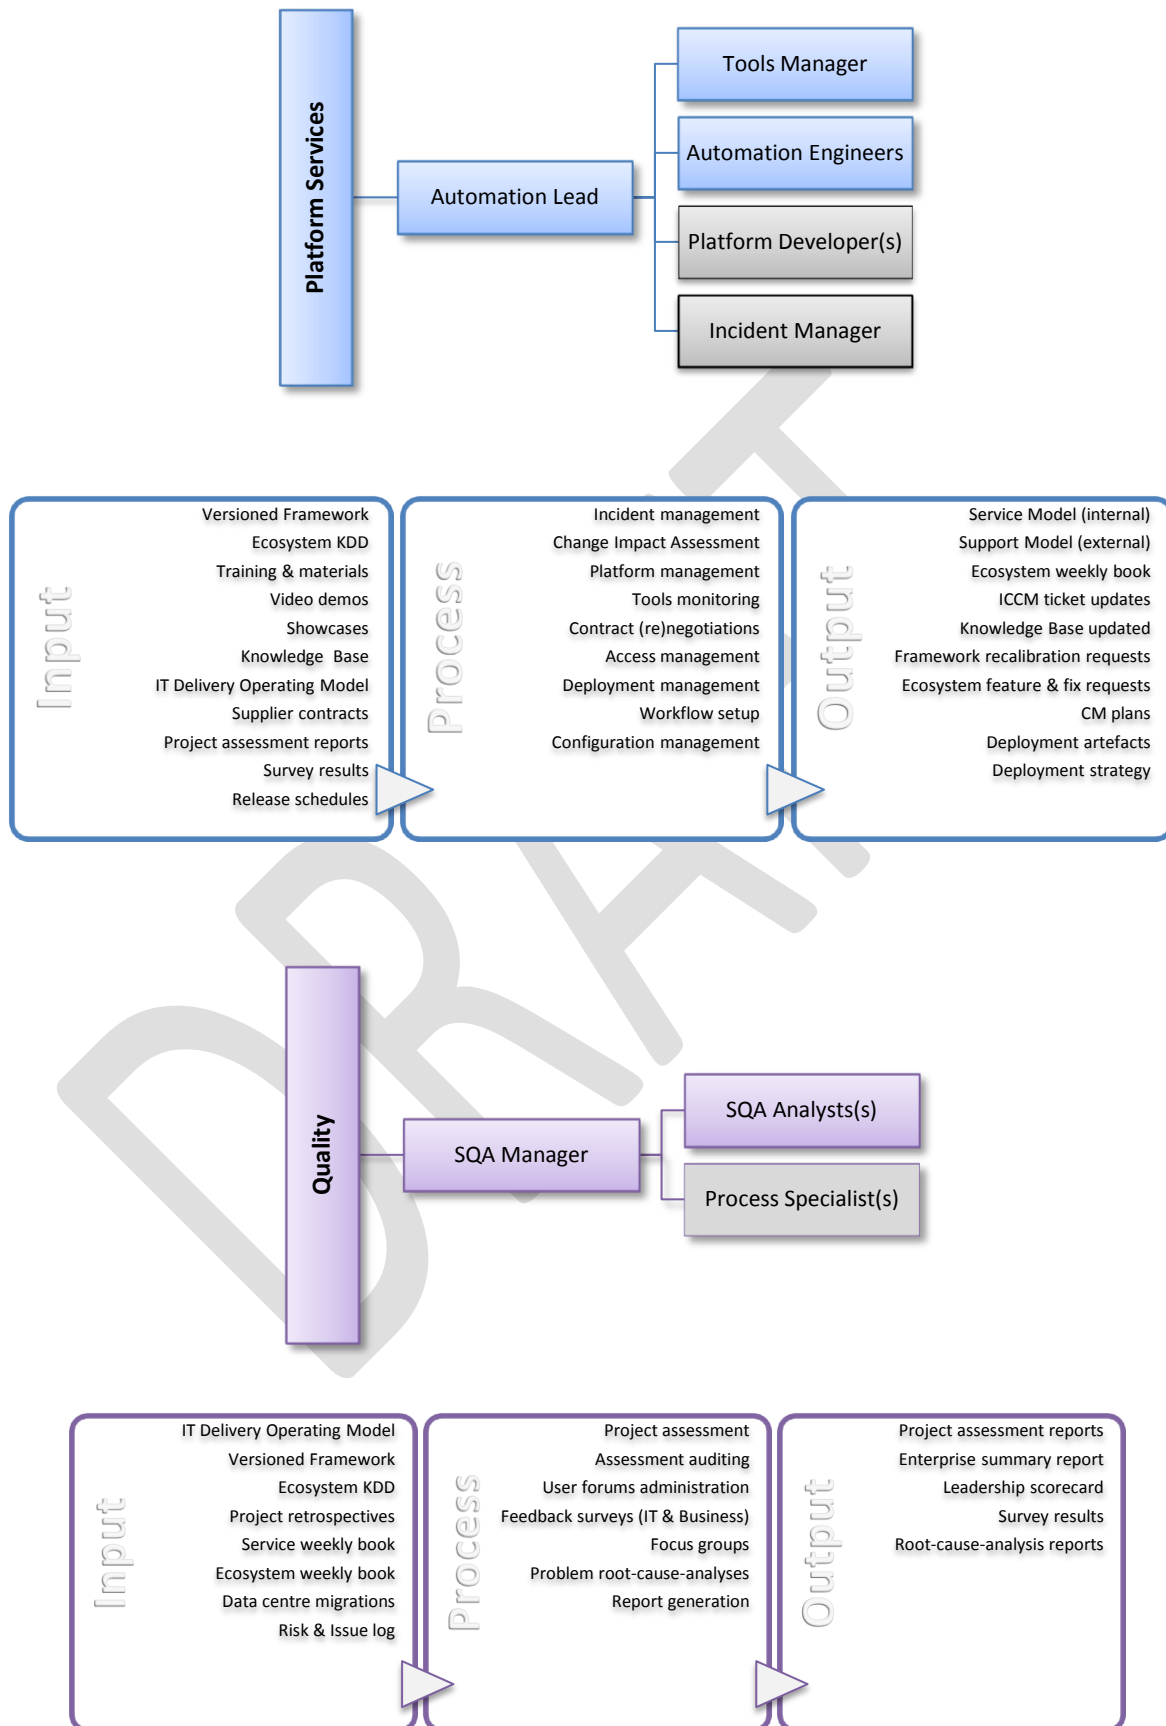 Platform Services
Automation Lead
Tools Manager
Automation Engineers
Platform Developer(s)
Incident Manager
Input
Versioned Framework
Ecosystem KDD
Training & materials
Video demos
Showcases
Knowledge  Base
IT Delivery Operating Model
Supplier contracts
Project assessment reports
Survey results
Release schedules
Process
Incident management
Change Impact Assessment
Platform management
Tools monitoring
Contract (re)negotiations
Access management
Deployment management
Workflow setup
Configuration management
Output
Service Model (internal)
Support Model (external)
Ecosystem weekly book
ICCM ticket updates
Knowledge Base updated
Framework recalibration requests
Ecosystem feature & fix requests
CM plans
Deployment artefacts
Deployment strategy
DRAFT
Quality
SQA Manager
SQA Analysts(s)
Process Specialist(s)
Input
IT Delivery Operating Model
Versioned Framework
Ecosystem KDD
Project retrospectives
Service weekly book
Ecosystem weekly book
Data centre migrations
Risk & Issue log
Process
Project assessment
Assessment auditing
User forums administration
Feedback surveys (IT & Business)
Focus groups
Problem root-cause-analyses
Report generation
Output
Project assessment reports
Enterprise summary report
Leadership scorecard
Survey results
Root-cause-analysis reports